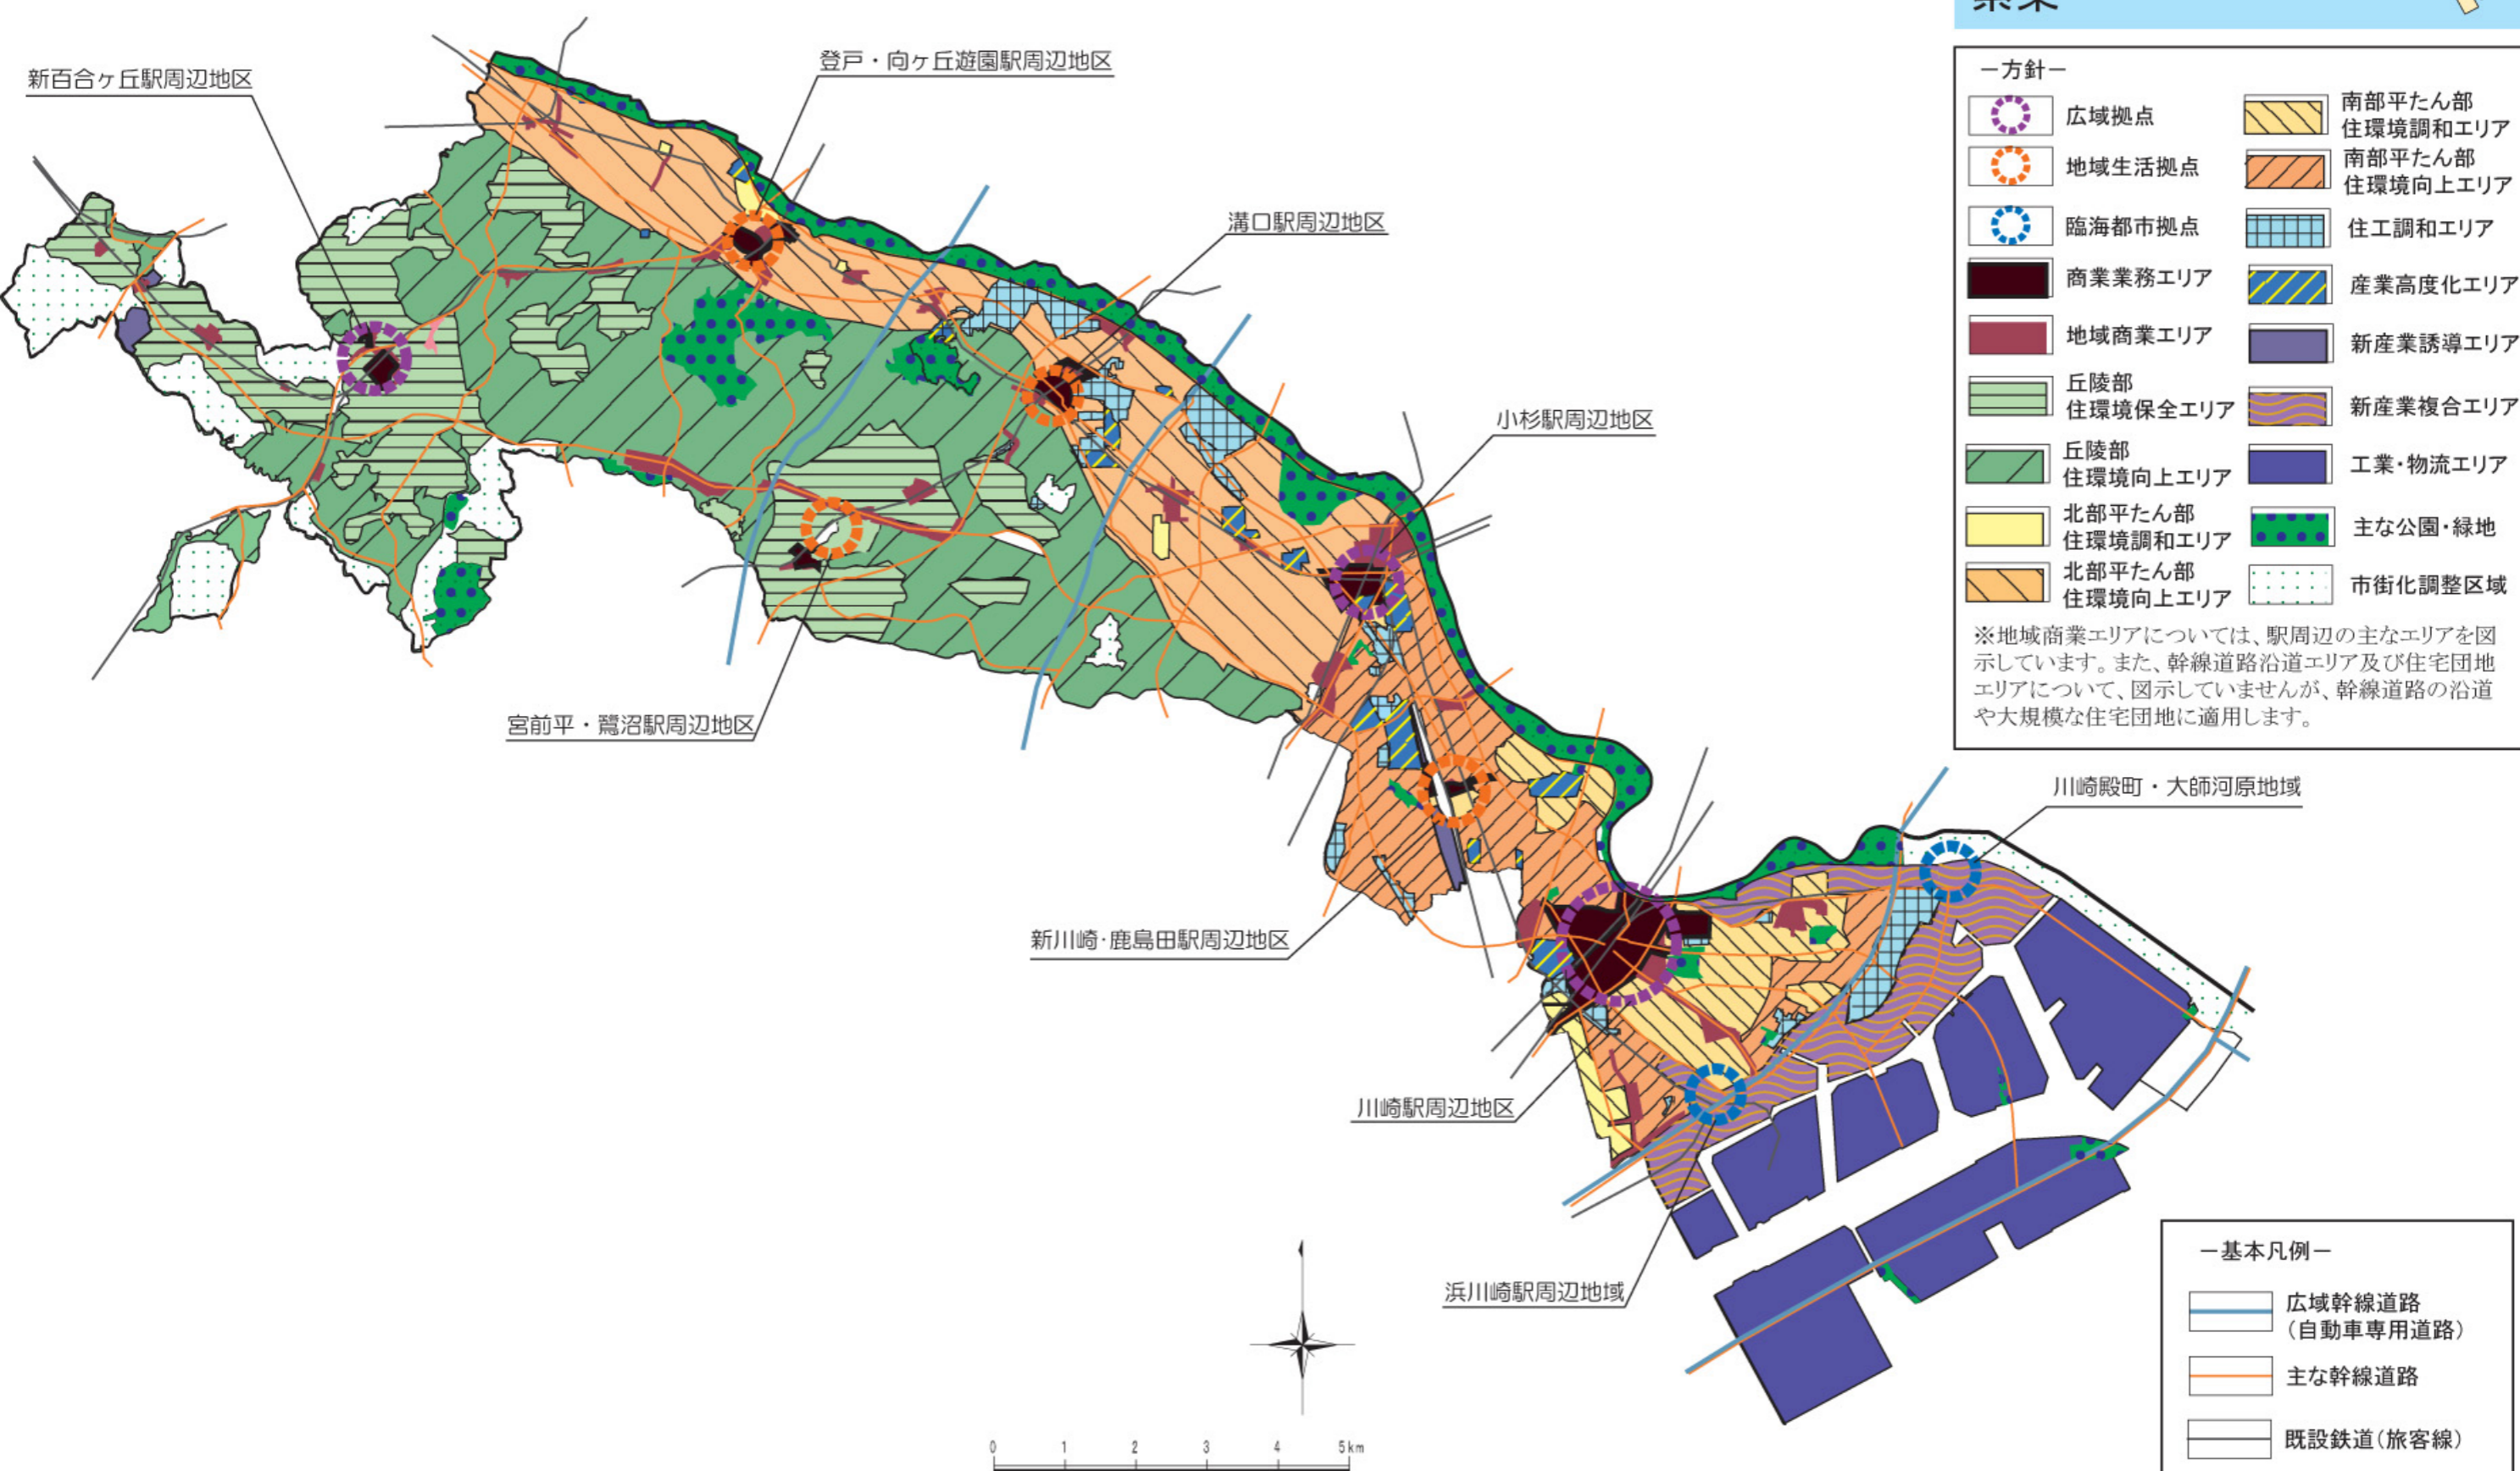 新百合ヶ丘駅周辺地区
登戸・向ヶ丘遊園駅周辺地区
溝口駅周辺地区
小杉駅周辺地区
宮前平・鷺沼駅周辺地区
新川崎・鹿島田駅周辺地区
川崎殿町・大師河原地域
川崎駅周辺地区
浜川崎駅周辺地域
－方針－
広域拠点
地域生活拠点
臨海都市拠点
商業業務エリア
地域商業エリア
丘陵部
住環境保全エリア
丘陵部
住環境向上エリア
北部平たん部
住環境調和エリア
北部平たん部
住環境向上エリア
南部平たん部
住環境調和エリア
南部平たん部
住環境向上エリア
住工調和エリア
産業高度化エリア
新産業誘導エリア
新産業複合エリア
工業・物流エリア
主な公園・緑地
市街化調整区域
※地域商業エリアについては、駅周辺の主なエリアを図
示しています。また、幹線道路沿道エリア及び住宅団地
エリアについて、図示していませんが、幹線道路の沿道
や大規模な住宅団地に適用します。
－基本凡例－
広域幹線道路
（自動車専用道路）
主な幹線道路
既設鉄道（旅客線）
0 1 2 3 4 5km